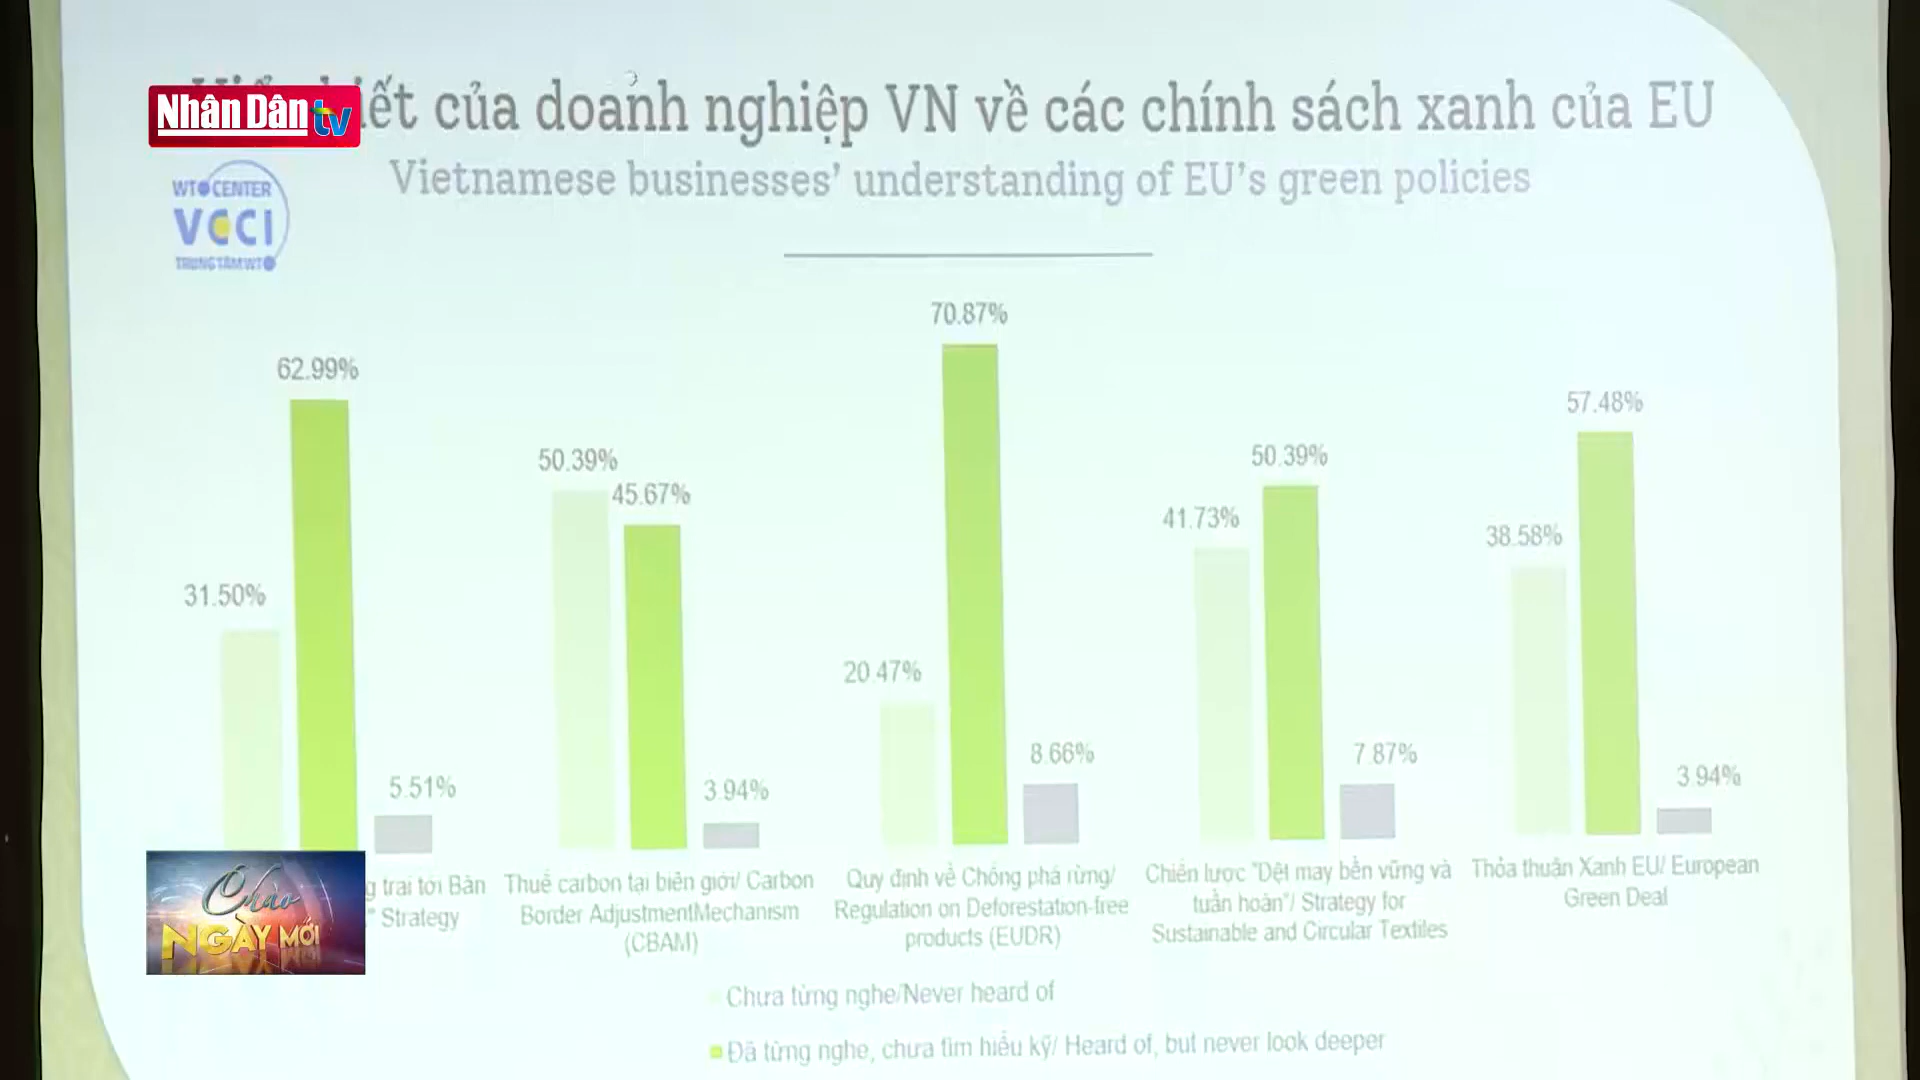 Nhân Dân tv
iết của doanh nghiệp VN về các chính sách xanh của EU
Vietnamese businesses’ understanding of EU’s green policies
WTO CENTER
VCCI
TRUNG TÂM WTO
70.87%
62.99%
57.48%
50.39%
50.39%
45.67%
41.73%
38.58%
31.50%
20.47%
8.66%
7.87%
5.51%
3.94%
3.94%
g trại tới Bàn
" Strategy
Thuế carbon tại biên giới/ Carbon
Border AdjustmentMechanism
(CBAM)
Quy định về Chống phá rừng/
Regulation on Deforestation-free
products (EUDR)
Chiến lược "Dệt may bền vững và
tuần hoàn"/ Strategy for
Sustainable and Circular Textiles
Thỏa thuận Xanh EU/ European
Green Deal
Chào
NGÀY MỚI
Chưa từng nghe/Never heard of
Đã từng nghe, chưa tìm hiểu kỹ/ Heard of, but never look deeper